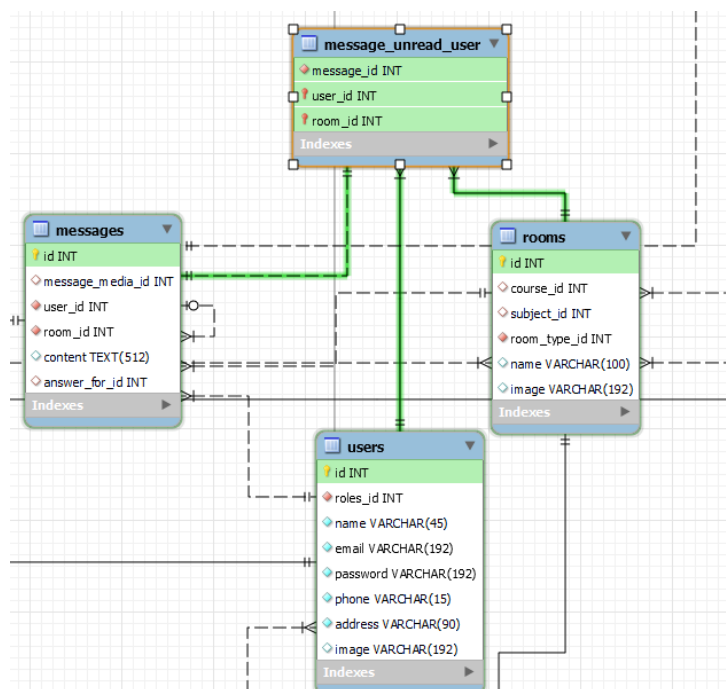 message_unread_user
message_id INT
user_id INT
room_id INT
Indexes
messages
id INT
message_media_id INT
user_id INT
room_id INT
content TEXT(512)
answer_for_id INT
Indexes
rooms
id INT
course_id INT
subject_id INT
room_type_id INT
name VARCHAR(100)
image VARCHAR(192)
Indexes
users
id INT
roles_id INT
name VARCHAR(45)
email VARCHAR(192)
password VARCHAR(192)
phone VARCHAR(15)
address VARCHAR(90)
image VARCHAR(192)
Indexes